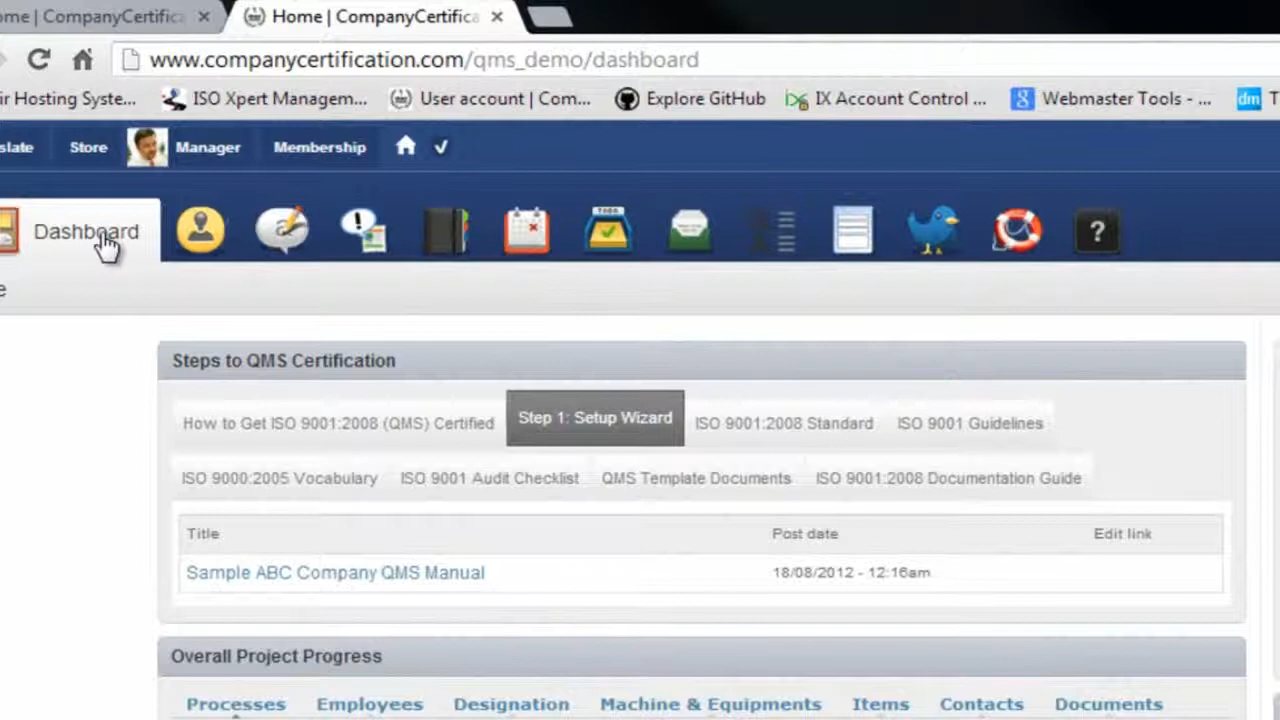 ome | CompanyCertifica
Home | CompanyCertifica
www.companycertification.com/qms_demo/dashboard
ir Hosting Syste... ISO Xpert Managem... User account | Com... Explore GitHub IX Account Control ... Webmaster Tools - ... dm T
slate Store Manager Membership
Dashboard TODO ?
e
Steps to QMS Certification
How to Get ISO 9001:2008 (QMS) Certified Step 1: Setup Wizard ISO 9001:2008 Standard ISO 9001 Guidelines
ISO 9000:2005 Vocabulary ISO 9001 Audit Checklist QMS Template Documents ISO 9001:2008 Documentation Guide
Title Post date Edit link
Sample ABC Company QMS Manual 18/08/2012 - 12:16am
Overall Project Progress
Processes Employees Designation Machine & Equipments Items Contacts Documents